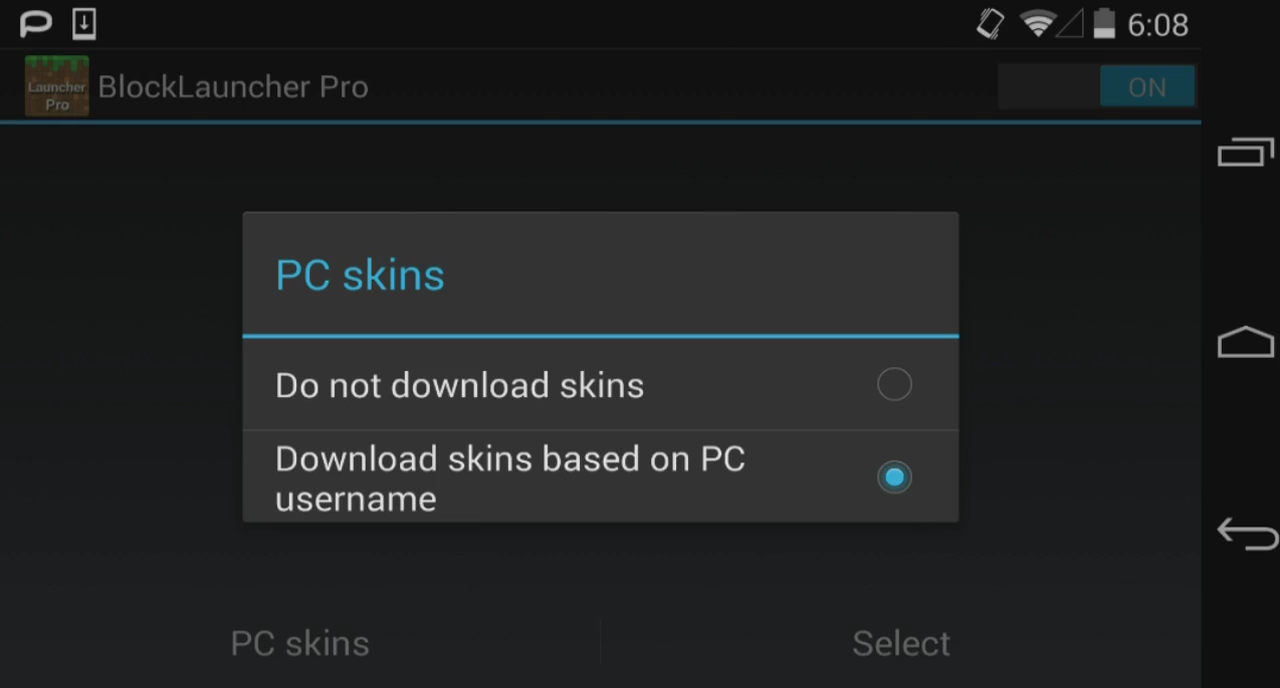 6:08
Launcher
Pro
BlockLauncher Pro
ON
PC skins
Do not download skins
Download skins based on PC
username
PC skins
Select